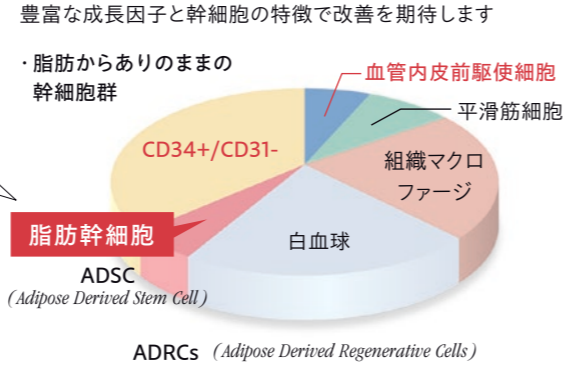 豊富な成長因子と幹細胞の特徴で改善を期待します
・脂肪からありのままの
幹細胞群
血管内皮前駆使細胞
平滑筋細胞
CD34+/CD31-
組織マクロ
ファージ
白血球
脂肪幹細胞
ADSC
(Adipose Derived Stem Cell)
ADRCs (Adipose Derived Regenerative Cells)